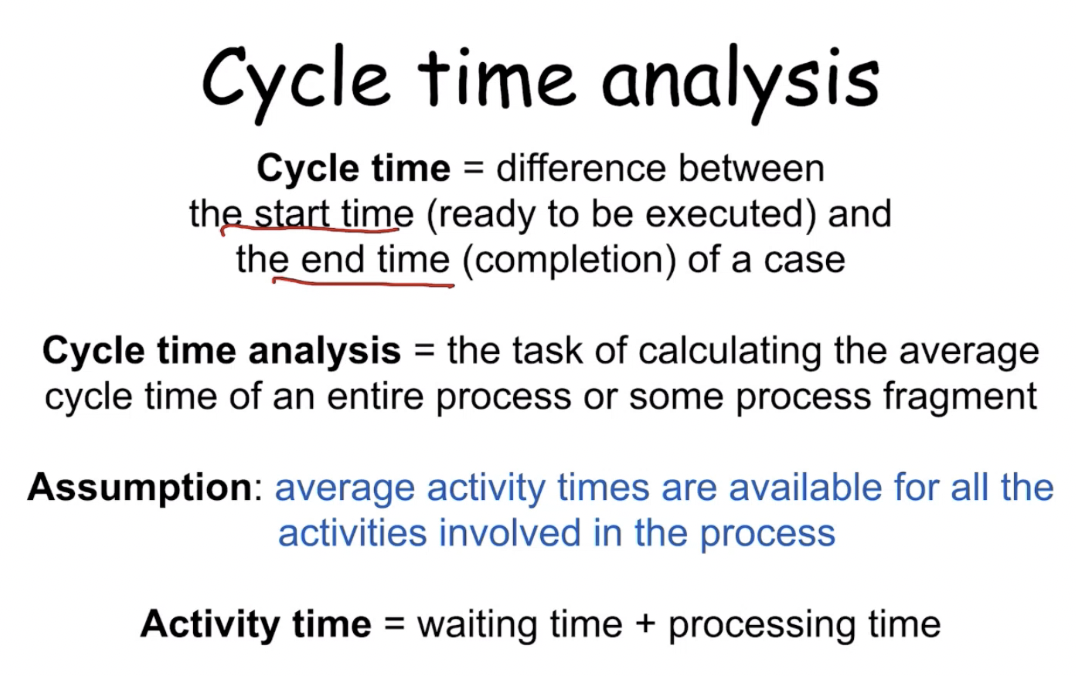 Cycle time analysis
Cycle time = difference between
the start time (ready to be executed) and
the end time (completion) of a case
Cycle time analysis = the task of calculating the average
cycle time of an entire process or some process fragment
Assumption: average activity times are available for all the
activities involved in the process
Activity time = waiting time + processing time